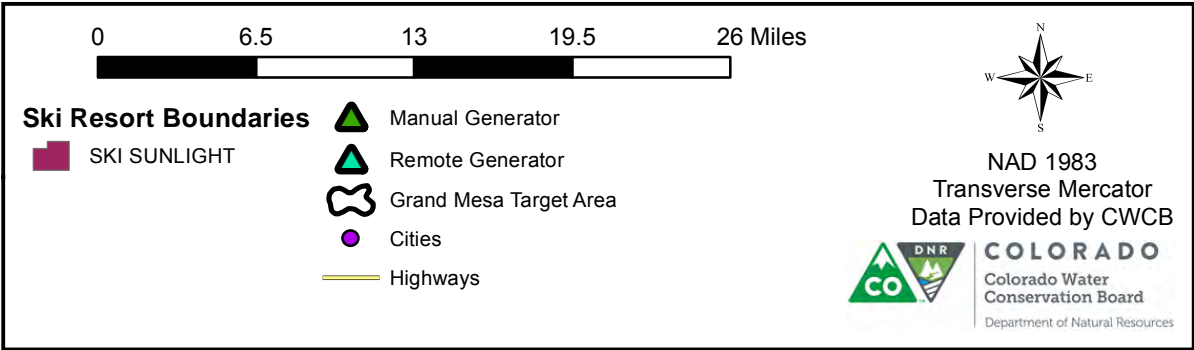 0 6.5 13 19.5 26 Miles
Ski Resort Boundaries
SKI SUNLIGHT
Manual Generator
Remote Generator
Grand Mesa Target Area
Cities
Highways
N
W E
S
NAD 1983
Transverse Mercator
Data Provided by CWCB
CO
DNR
COLORADO
Colorado Water
Conservation Board
Department of Natural Resources